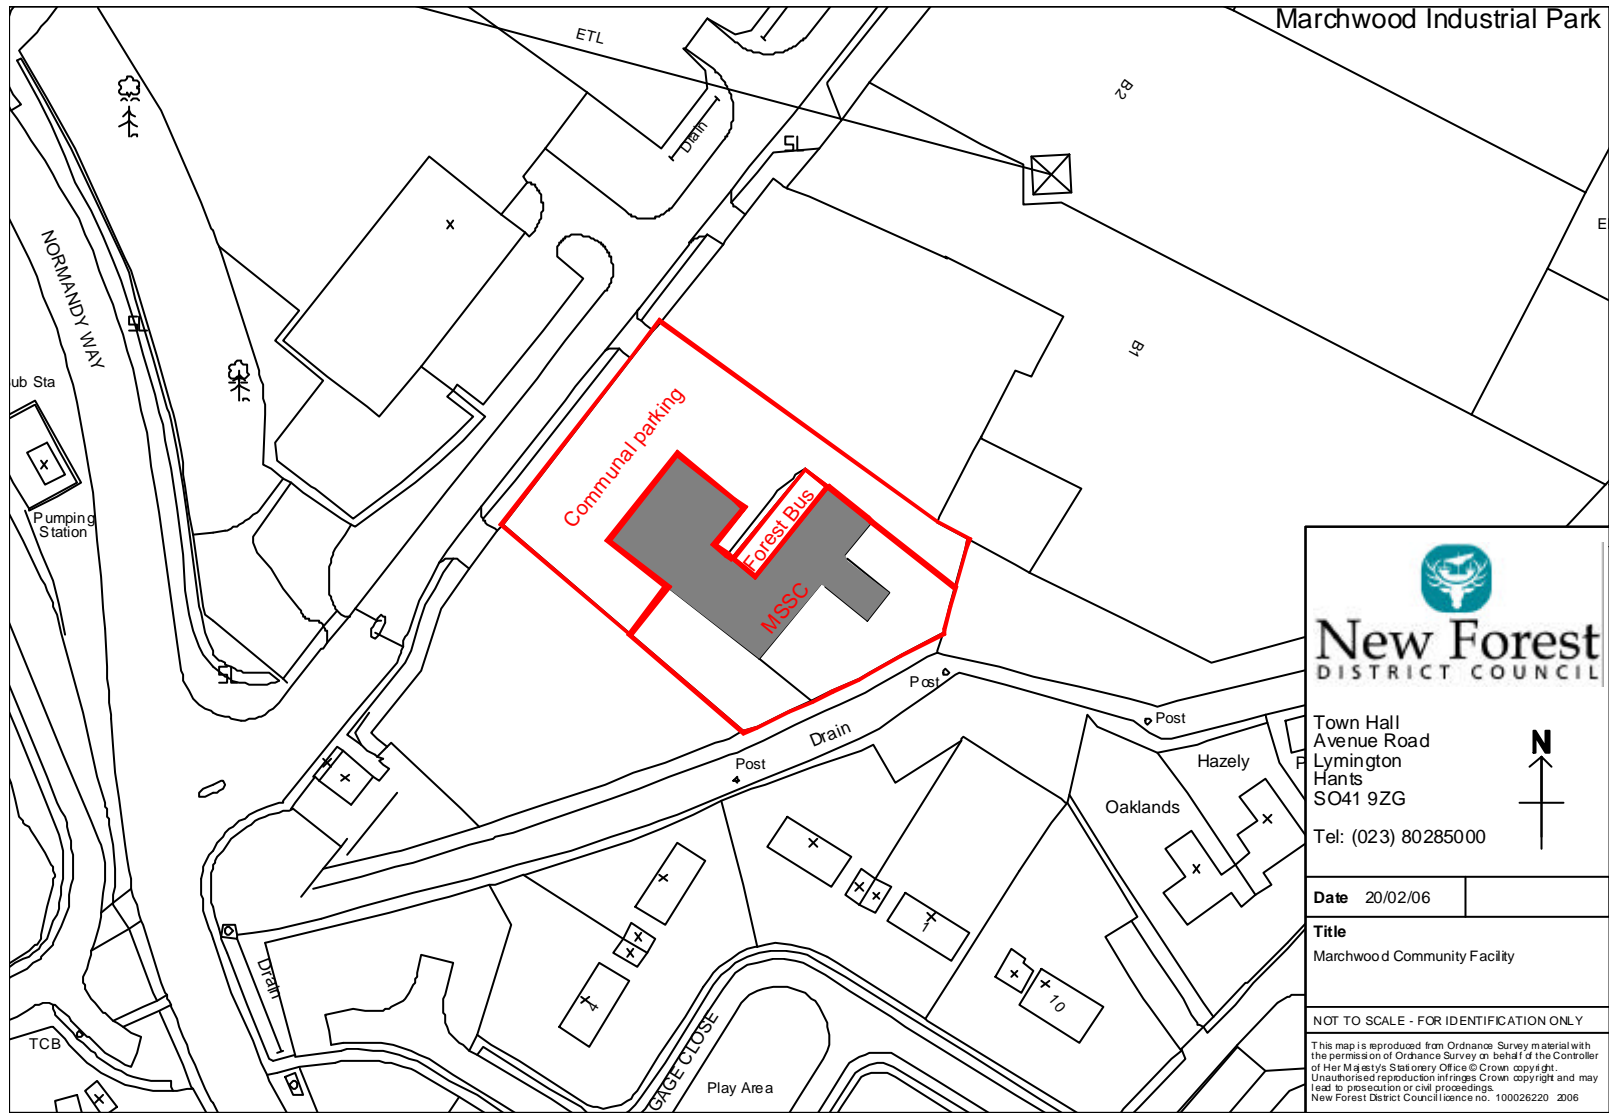 Marchwood Industrial Park
ETL
B2
Drain
SL
E
NORMANDY WAY
SL
B1
ub Sta
Communal parking
Forest Bus
Pumping
Station
MSSC
SL
Post
Post
Drain
Post
Hazely
P
Oaklands
1
Drain
4
10
TCB
GAGE CLOSE
Play Area
New Forest
DISTRICT COUNCIL
Town Hall
Avenue Road
Lymington
Hants
SO41 9ZG
N
Tel: (023) 80285000
Date 20/02/06
Title
Marchwood Community Facility
NOT TO SCALE - FOR IDENTIFICATION ONLY
This map is reproduced from Ordnance Survey material with
the permission of Ordnance Survey on behalf of the Controller
of Her Majesty's Stationery Office © Crown copyright.
Unauthorised reproduction infringes Crown copyright and may
lead to prosecution or civil proceedings.
New Forest District Council licence no. 100026220 2006